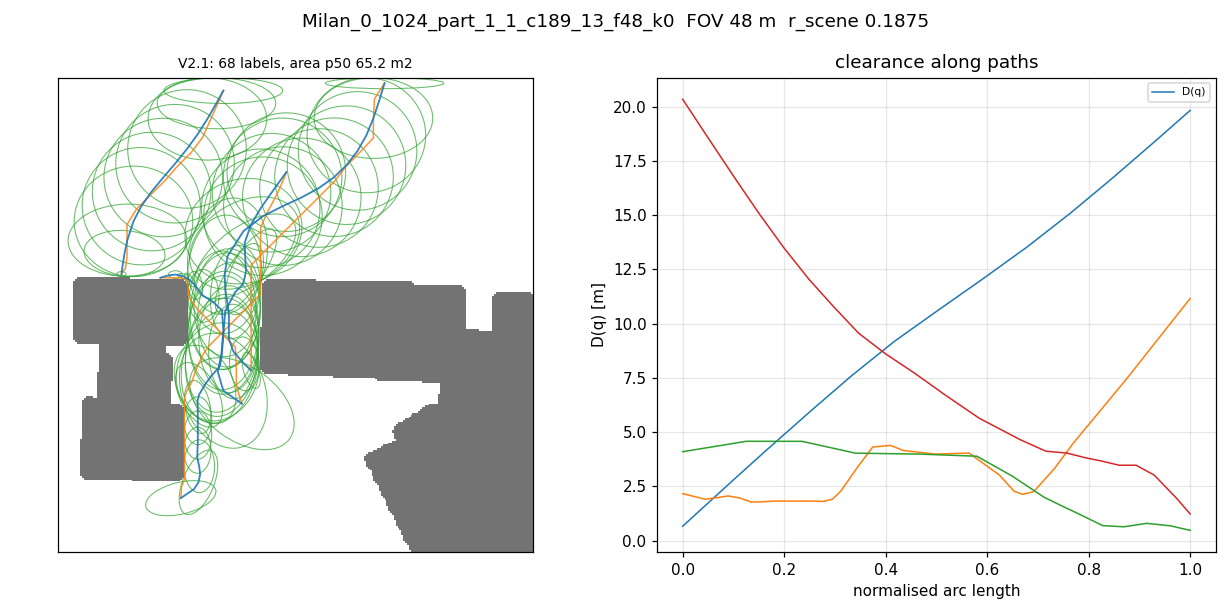 Milan_0_1024_part_1_1_c189_13_f48_k0  FOV 48 m  r_scene 0.1875
V2.1: 68 labels, area p50 65.2 m2
clearance along paths
D(q)
20.0
17.5
15.0
12.5
10.0
7.5
5.0
2.5
0.0
D(q) [m]
0.0 0.2 0.4 0.6 0.8 1.0
normalised arc length